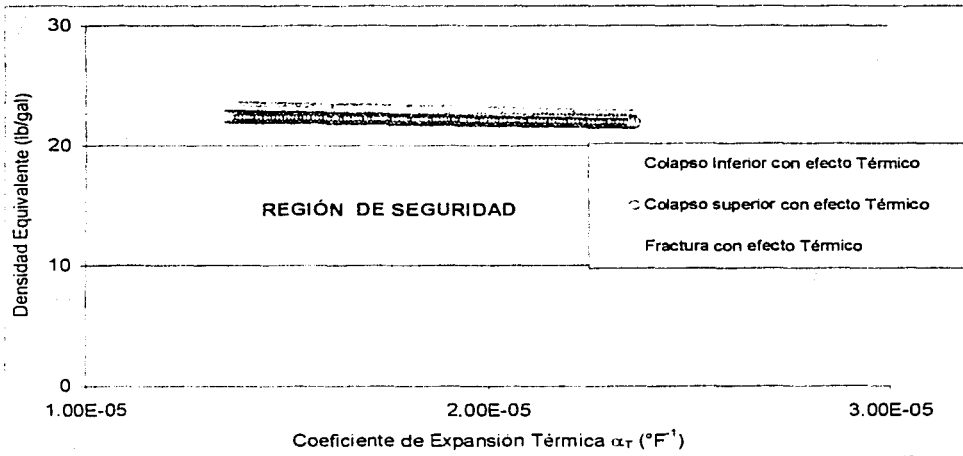 30
20
10
0
Densidad Equivalente (lb/gal)
REGIÓN DE SEGURIDAD
Colapso Inferior con efecto Térmico
Colapso superior con efecto Térmico
Fractura con efecto Térmico
1.00E-05
2.00E-05
3.00E-05
Coeficiente de Expansión Térmica αT (°F-1)